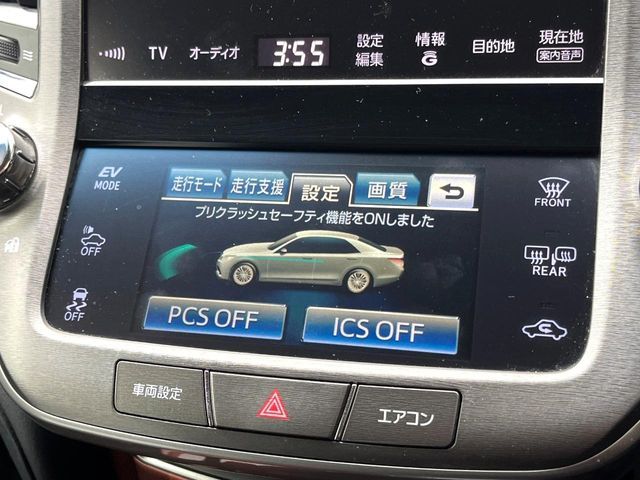 TV オーディオ 3:55 設定編集 情報 G 目的地 現在地 案内音声
EV MODE
走行モード 走行支援 設定 画質
プリクラッシュセーフティ機能をONしました
FRONT
OFF
REAR
OFF
PCS OFF ICS OFF
車両設定 エアコン